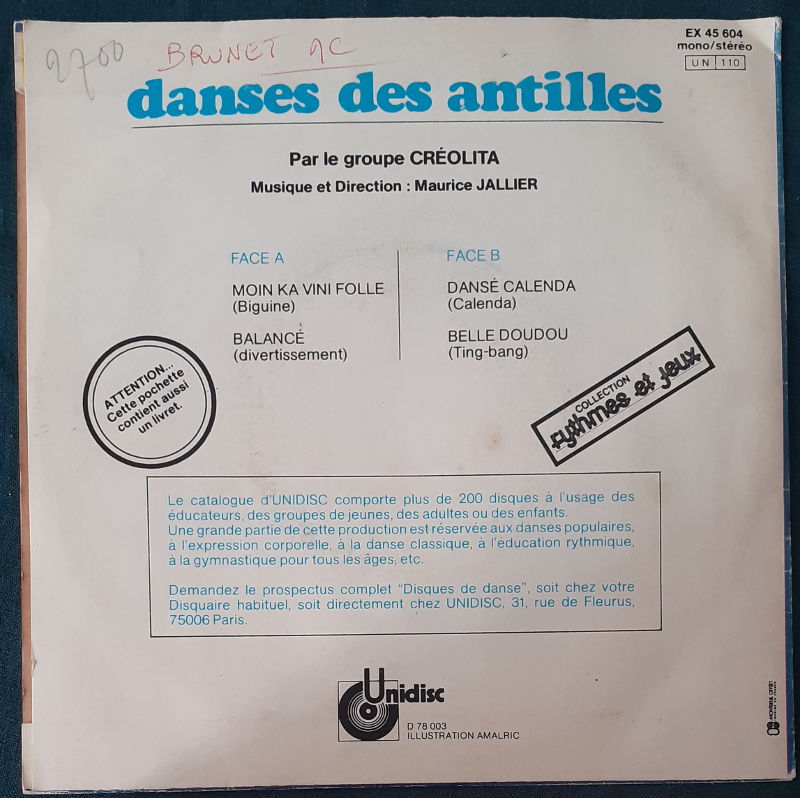 2700
BRUNET
EX 45 604
mono/stéréo
UN 110
danses des antilles
Par le groupe CRÉOLITA
Musique et Direction : Maurice JALLIER
FACE A
MOIN KA VINI FOLLE
(Biguine)
BALANCÉ
(divertissement)
FACE B
DANSÉ CALENDA
(Calenda)
BELLE DOUDOU
(Ting-bang)
ATTENTION...
Cette pochette
contient aussi
un livret.
COLLECTION
rythmes et jeux
Le catalogue d'UNIDISC comporte plus de 200 disques à l'usage des
éducateurs, des groupes de jeunes, des adultes ou des enfants.
Une grande partie de cette production est réservée aux danses populaires,
à l'expression corporelle, à la danse classique, à l'éducation rythmique,
à la gymnastique pour tous les âges, etc.
Demandez le prospectus complet "Disques de danse", soit chez votre
Disquaire habituel, soit directement chez UNIDISC, 31, rue de Fleurus,
75006 Paris.
Unidisc
D 78 003
ILLUSTRATION AMALRIC